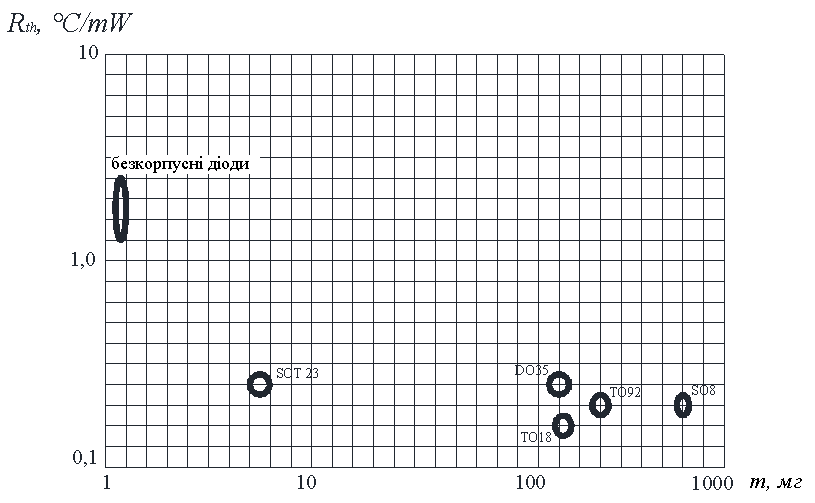 Rth, °C/mW
10
безкорпусні діоди
1,0
SCT 23
DO35
TO92
SO8
TO18
0,1
1
10
100
1000
m, мг